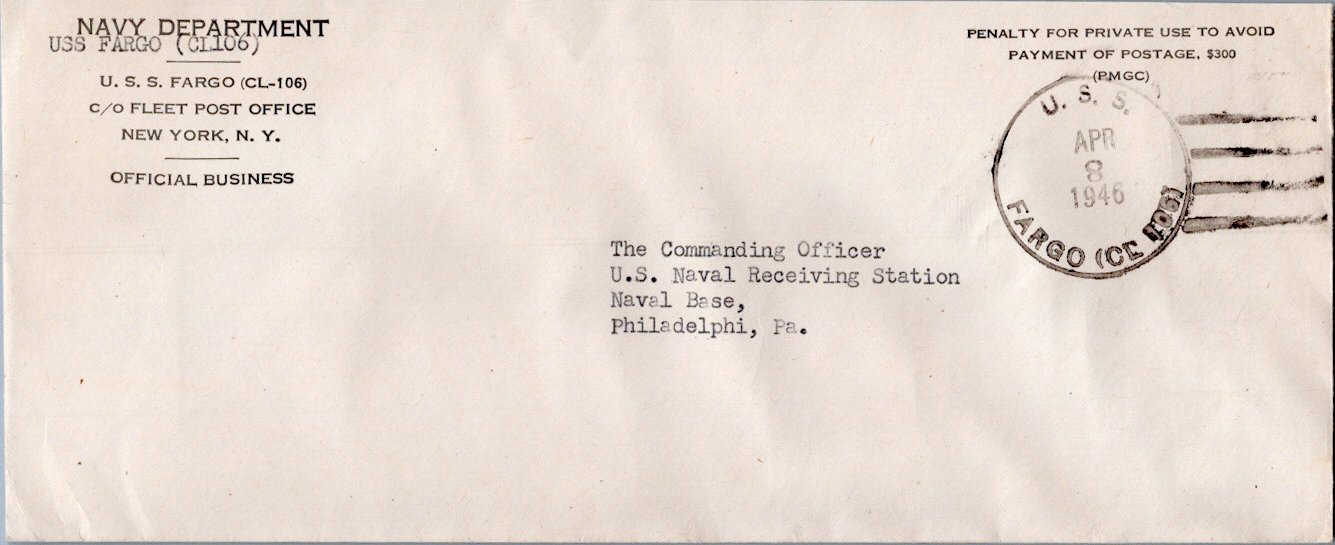 NAVY DEPARTMENT
USS FARGO (CL106)
U. S. S. FARGO (CL-106)
C/O FLEET POST OFFICE
NEW YORK, N. Y.
OFFICIAL BUSINESS
PENALTY FOR PRIVATE USE TO AVOID
PAYMENT OF POSTAGE, $300
(PMGC)
U. S. S.
APR
8
1946
FARGO (CL 106)
The Commanding Officer
U.S. Naval Receiving Station
Naval Base,
Philadelphi, Pa.